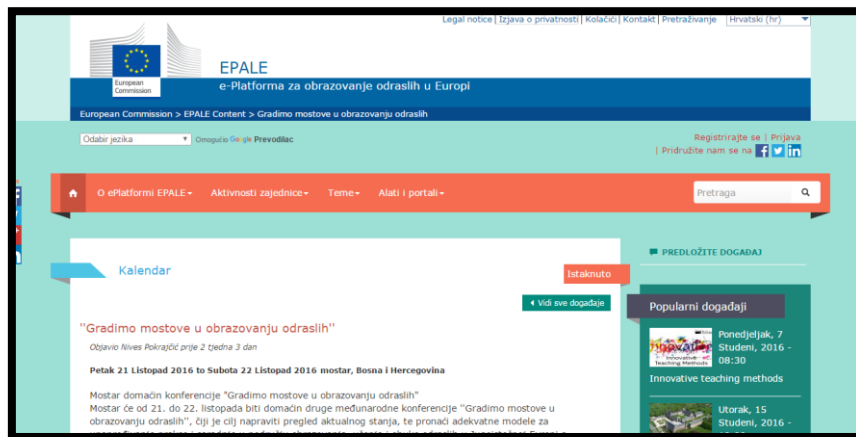 Legal notice | Izjava o privatnosti | Kolačići | Kontakt | Pretraživanje Hrvatski (hr)
European
Commission
EPALE
e-Platforma za obrazovanje odraslih u Europi
European Commission > EPALE Content > Gradimo mostove u obrazovanju odraslih
Odabir jezika
Omogućio Google Prevodilac
Registrirajte se | Prijava
| Pridružite nam se na
O ePlatformi EPALE Aktivnosti zajednice Teme Alati i portali
Pretraga
PREDLOŽITE DOGAĐAJ
Kalendar
Istaknuto
Vidi sve događaje
Popularni događaji
"Gradimo mostove u obrazovanju odraslih"
Objavio Nives Pokrajčić prije 2 tjedna 3 dan
Petak 21 Listopad 2016 to Subota 22 Listopad 2016 mostar, Bosna i Hercegovina
Mostar domaćin konferencije "Gradimo mostove u obrazovanju odraslih"
Mostar će od 21. do 22. listopada biti domaćin druge međunarodne konferencije "Gradimo mostove u
obrazovanju odraslih", čiji je cilj napraviti pregled aktualnog stanja, te pronaći adekvatne modele za
Innovation
Teaching Methods
Ponedjeljak, 7
Studeni, 2016 -
08:30
Innovative teaching methods
Utorak, 15
Studeni, 2016 -